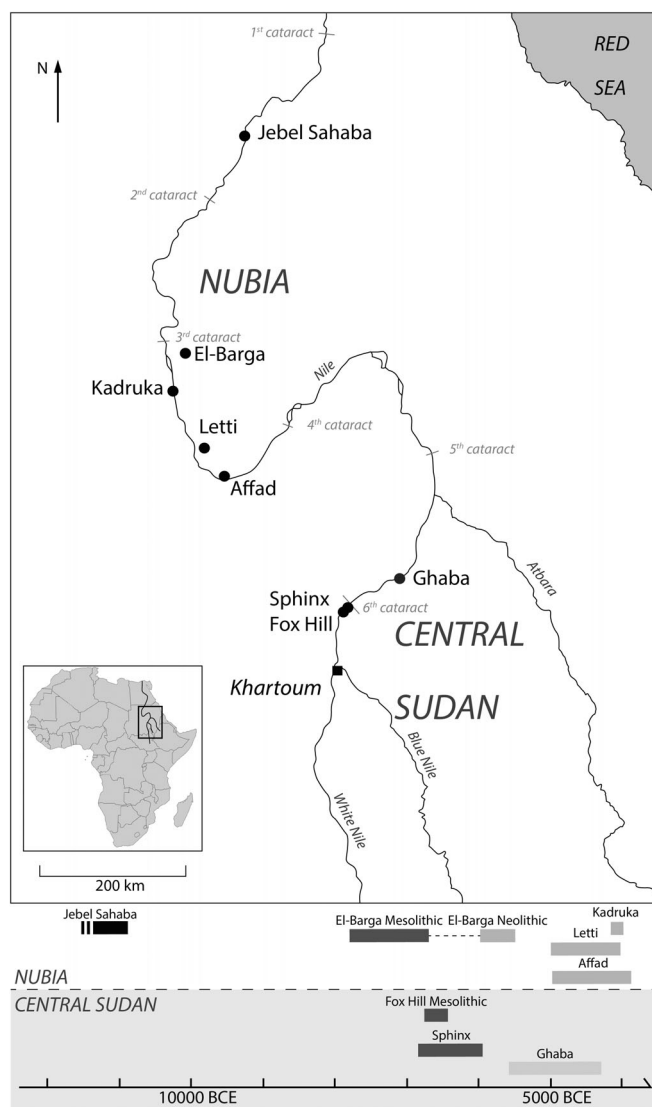 1st cataract
RED
SEA
N
Jebel Sahaba
2nd cataract
NUBIA
3rd cataract
El-Barga
Kadruka
Nile
Letti
4th cataract
5th cataract
Affad
Atbara
Ghaba
Sphinx
Fox Hill
6th cataract
CENTRAL
SUDAN
Khartoum
Blue Nile
White Nile
200 km
Jebel Sahaba
El-Barga Mesolithic
El-Barga Neolithic
Kadruka
Letti
Affad
NUBIA
CENTRAL SUDAN
Fox Hill Mesolithic
Sphinx
Ghaba
10000 BCE
5000 BCE